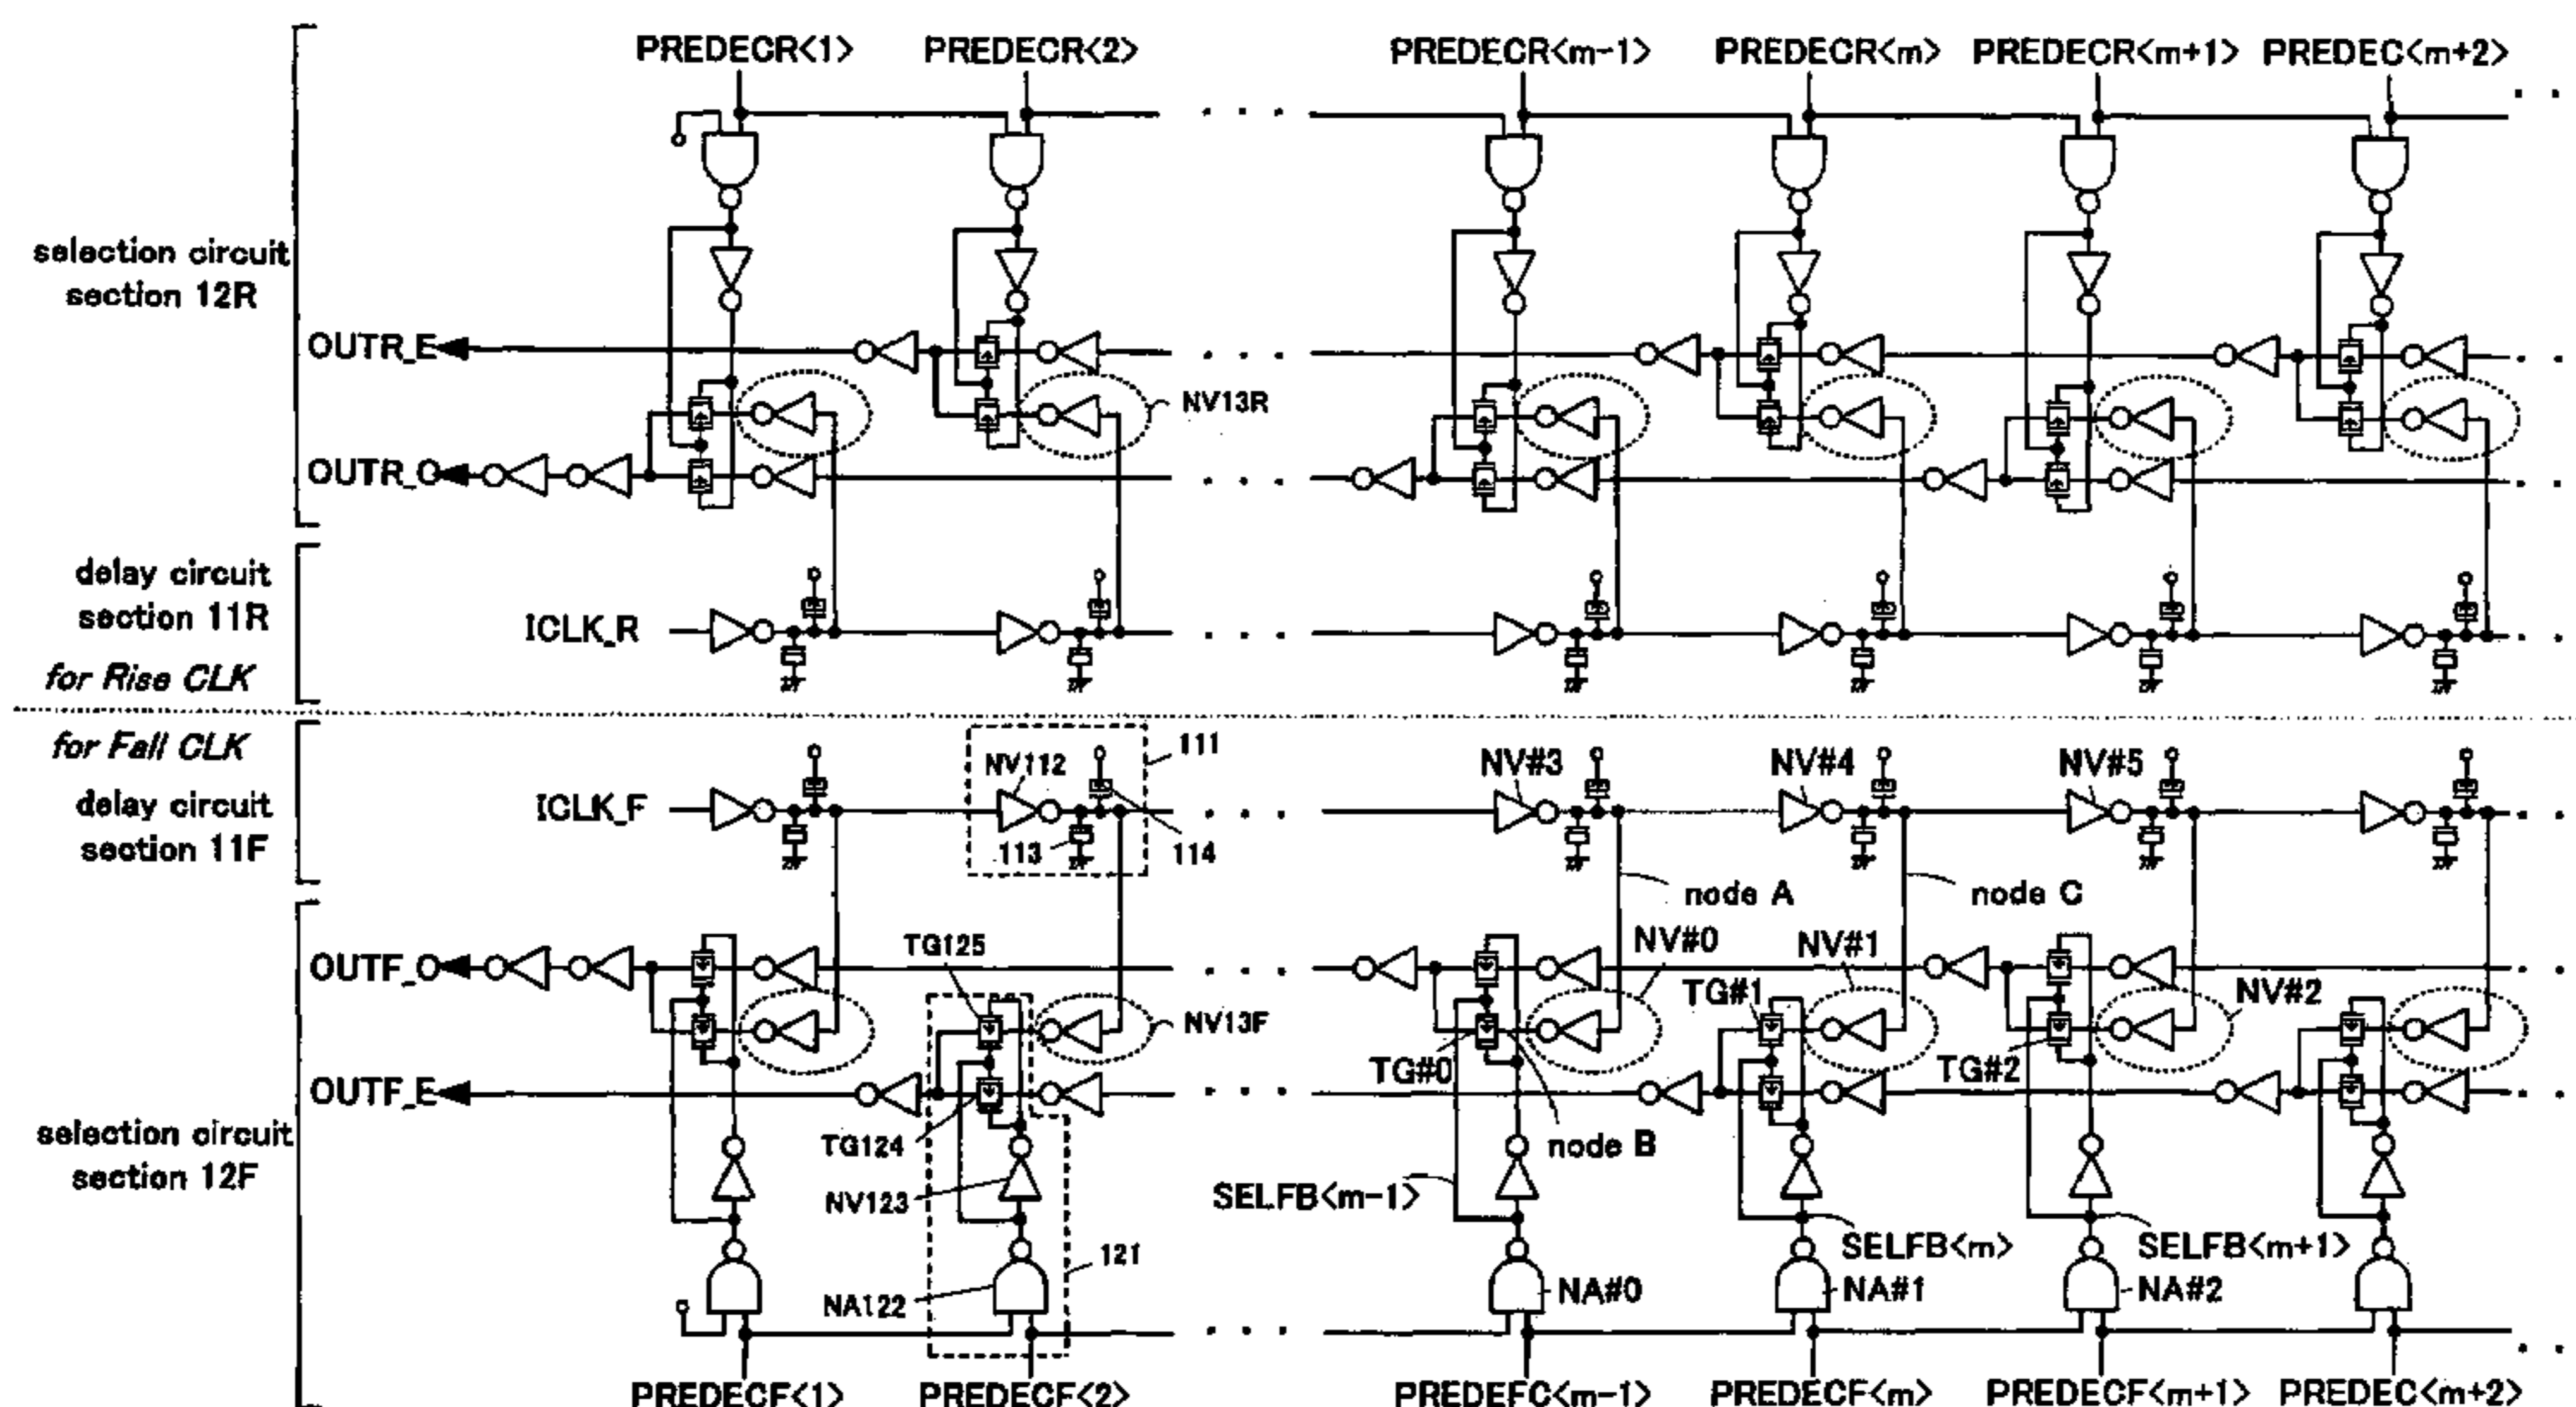 PREDECR<1> PREDECR<2> PREDECR<m-1> PREDECR<m> PREDECR<m+1> PREDEC<m+2>
selection circuit
section 12R
OUTR_E
NV13R
OUTR_O
delay circuit
section 11R
ICLK_R
for Rise CLK
for Fall CLK
delay circuit
section 11F
ICLK_F
NV112
111
113
114
NV#3 NV#4 NV#5
node A
node C
OUTF_O
TG125
NV#0
NV#1
NV#2
TG#1
NV13F
TG#0
TG#2
OUTF_E
TG124
node B
selection circuit
section 12F
NV123
SELFB<m-1>
121
SELFB<m>
SELFB<m+1>
NA122
NA#0
NA#1
NA#2
PREDECF<1> PREDECF<2> PREDEFC<m-1> PREDECF<m> PREDECF<m+1> PREDEC<m+2>